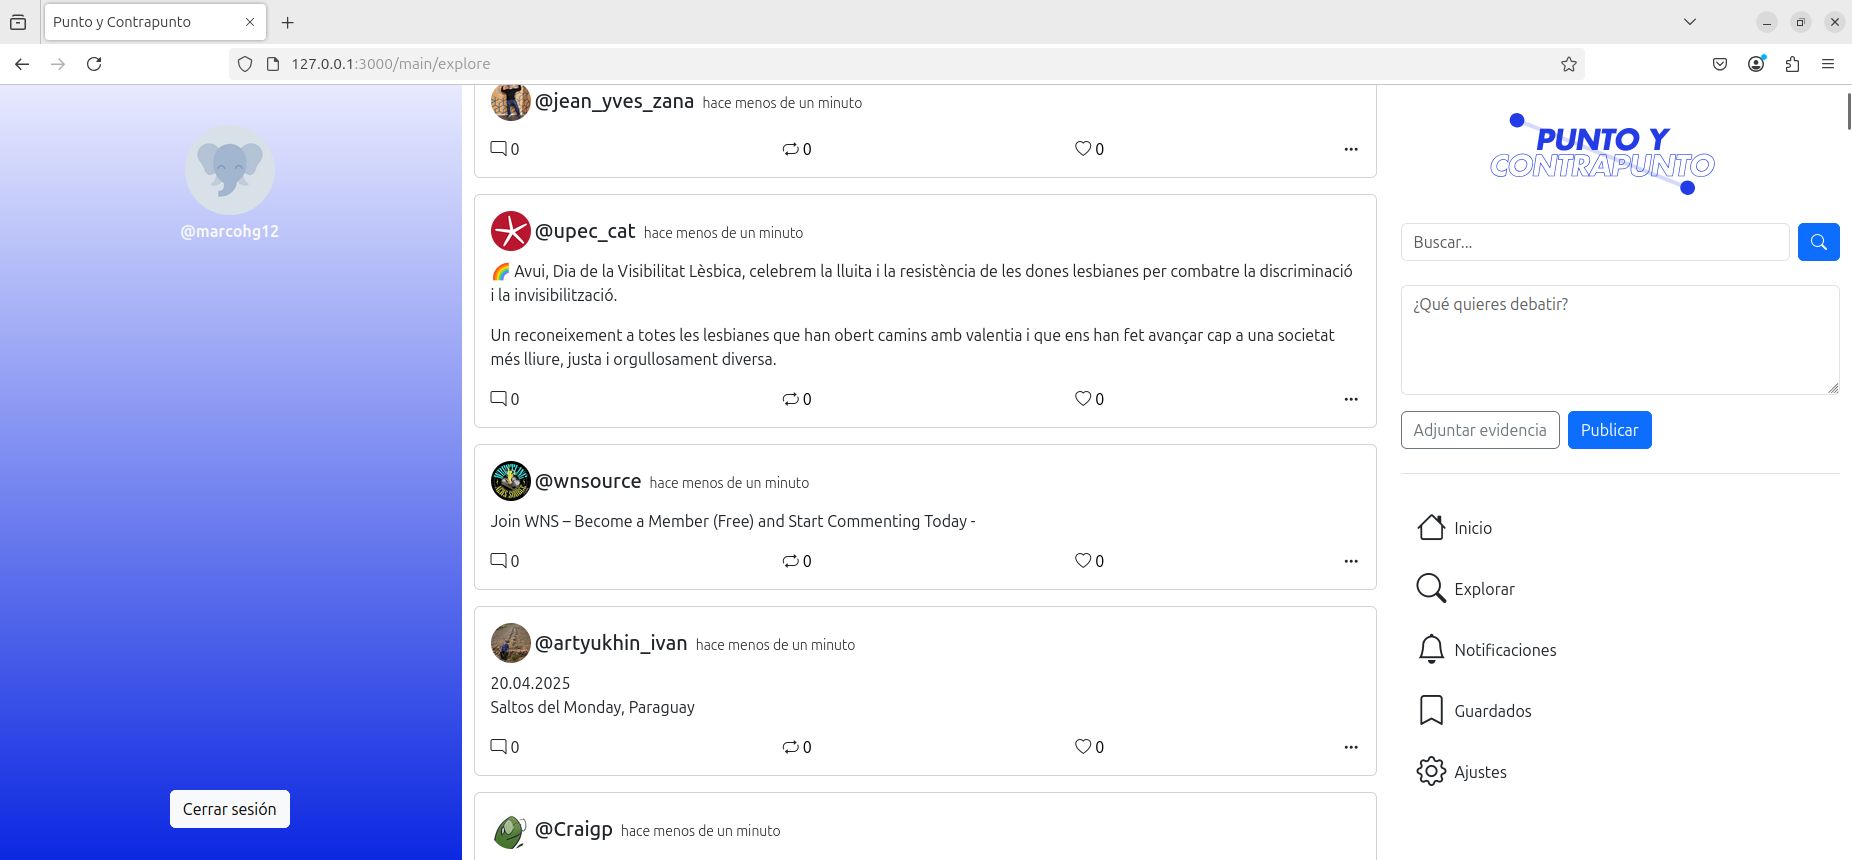 Punto y Contrapunto
127.0.0.1:3000/main/explore
@marcohg12
Cerrar sesión
@jean_yves_zana hace menos de un minuto
0 0 0
@upec_cat hace menos de un minuto
🌈 Avui, Dia de la Visibilitat Lèsbica, celebrem la lluita i la resistència de les dones lesbianes per combatre la discriminació
i la invisibilització.
Un reconeixement a totes les lesbianes que han obert camins amb valentia i que ens han fet avançar cap a una societat
més lliure, justa i orgullosament diversa.
0 0 0
@wnsource hace menos de un minuto
Join WNS – Become a Member (Free) and Start Commenting Today -
0 0 0
@artyukhin_ivan hace menos de un minuto
20.04.2025
Saltos del Monday, Paraguay
0 0 0
@Craigp hace menos de un minuto
PUNTO Y
CONTRAPUNTO
Buscar...
¿Qué quieres debatir?
Adjuntar evidencia Publicar
Inicio
Explorar
Notificaciones
Guardados
Ajustes